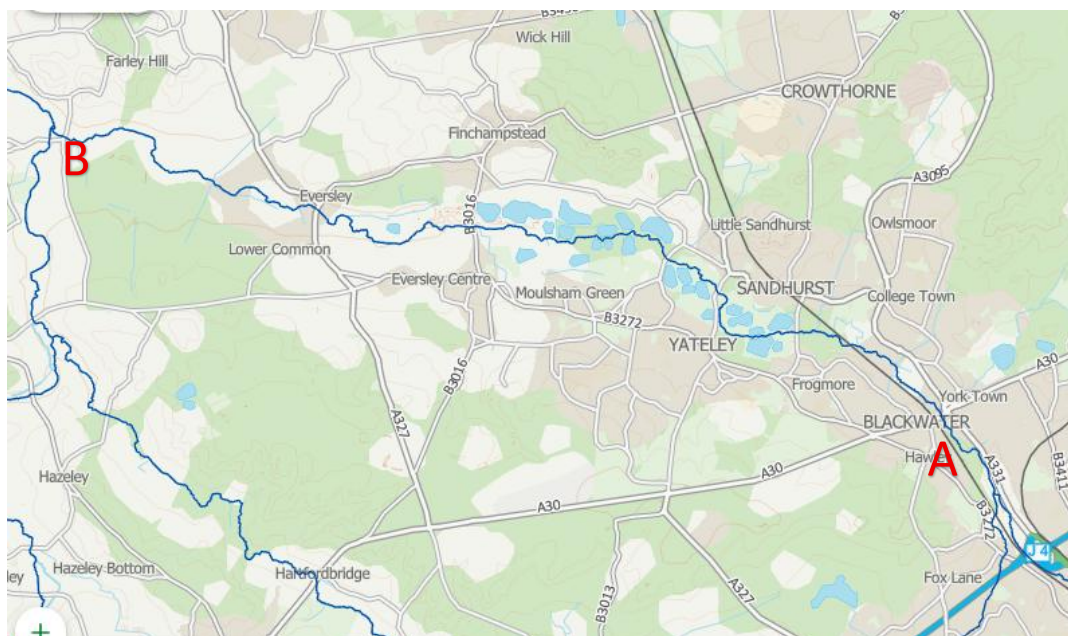 B3430
Wick Hill
Farley Hill
CROWTHORNE
Finchampstead
B
A3095
Eversley
B3016
Little Sandhurst
Owlsmoor
Lower Common
Eversley Centre
Moulsham Green
SANDHURST
College Town
B3272
YATELEY
A30
B3016
Frogmore
York Town
A327
BLACKWATER
Hawley
A
A331
B3411
Hazeley
A30
A30
B3272
J 4
Hazeley Bottom
Hartfordbridge
ley
B3013
A327
Fox Lane
+